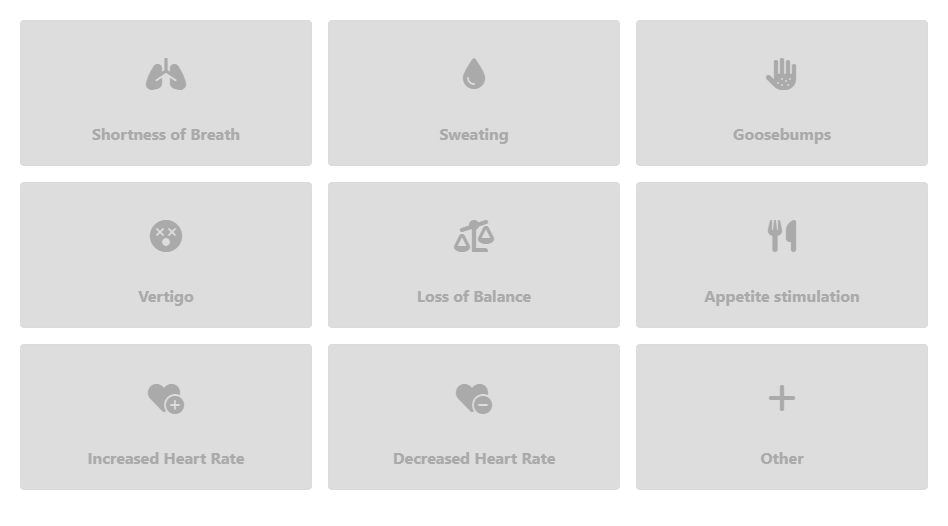 Shortness of Breath
Sweating
Goosebumps
Vertigo
Loss of Balance
Appetite stimulation
Increased Heart Rate
Decreased Heart Rate
Other